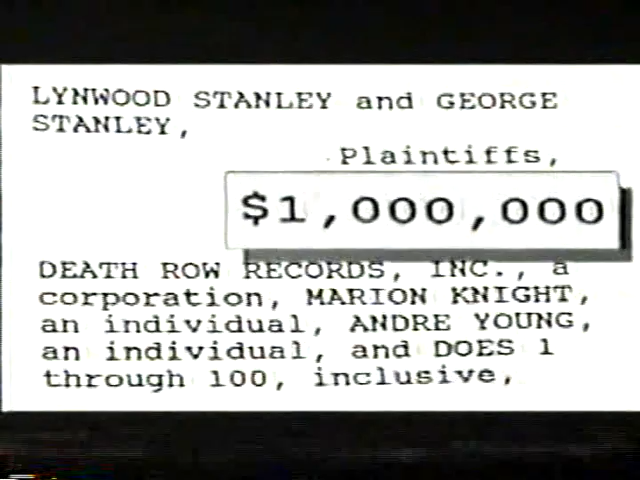 LYNWOOD STANLEY and GEORGE
STANLEY,
Plaintiffs,
$1,000,000
DEATH ROW RECORDS, INC., a
corporation, MARION KNIGHT,
an individual, ANDRE YOUNG,
an individual, and DOES 1
through 100, inclusive,